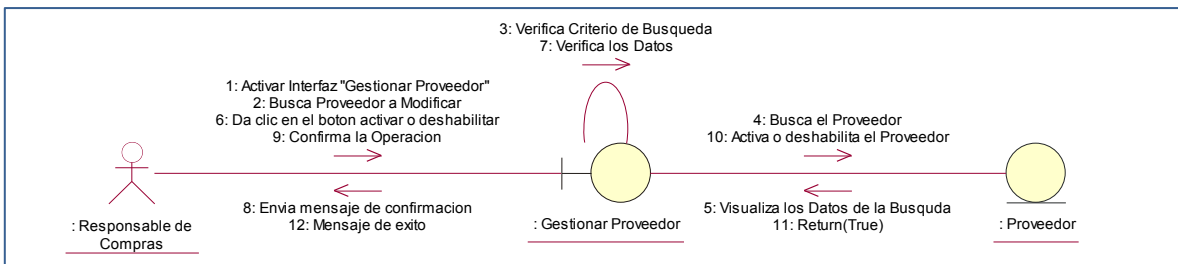 3: Verifica Criterio de Busqueda
7: Verifica los Datos
1: Activar Interfaz "Gestionar Proveedor"
2: Busca Proveedor a Modificar
6: Da clic en el boton activar o deshabilitar
9: Confirma la Operacion
4: Busca el Proveedor
10: Activa o deshabilita el Proveedor
8: Envia mensaje de confirmacion
12: Mensaje de exito
5: Visualiza los Datos de la Busquda
11: Return(True)
: Responsable de
Compras
: Gestionar Proveedor
: Proveedor